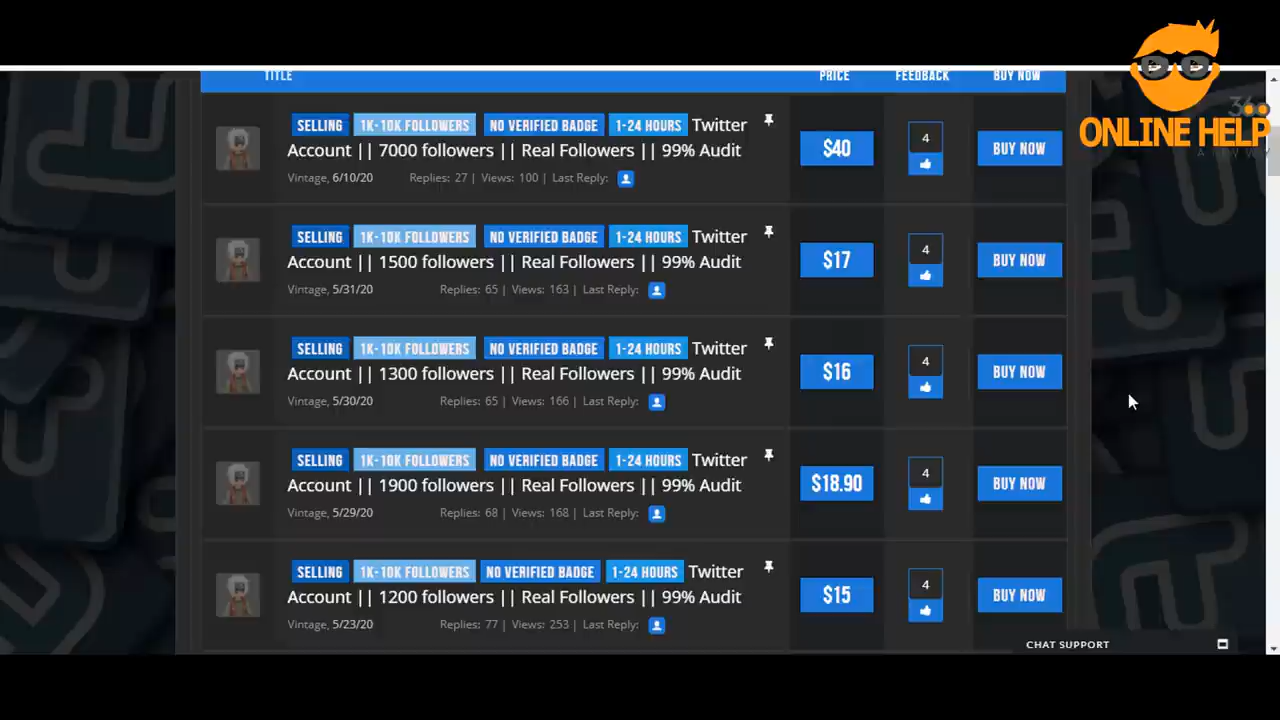 TITLE PRICE FEEDBACK BUY NOW
SELLING 1K-10K FOLLOWERS NO VERIFIED BADGE 1-24 HOURS Twitter
Account || 7000 followers || Real Followers || 99% Audit
Vintage, 6/10/20 Replies: 27 | Views: 100 | Last Reply:
$40
4
BUY NOW
SELLING 1K-10K FOLLOWERS NO VERIFIED BADGE 1-24 HOURS Twitter
Account || 1500 followers || Real Followers || 99% Audit
Vintage, 5/31/20 Replies: 65 | Views: 163 | Last Reply:
$17
4
BUY NOW
SELLING 1K-10K FOLLOWERS NO VERIFIED BADGE 1-24 HOURS Twitter
Account || 1300 followers || Real Followers || 99% Audit
Vintage, 5/30/20 Replies: 65 | Views: 166 | Last Reply:
$16
4
BUY NOW
SELLING 1K-10K FOLLOWERS NO VERIFIED BADGE 1-24 HOURS Twitter
Account || 1900 followers || Real Followers || 99% Audit
Vintage, 5/29/20 Replies: 68 | Views: 168 | Last Reply:
$18.90
4
BUY NOW
SELLING 1K-10K FOLLOWERS NO VERIFIED BADGE 1-24 HOURS Twitter
Account || 1200 followers || Real Followers || 99% Audit
Vintage, 5/23/20 Replies: 77 | Views: 253 | Last Reply:
$15
4
BUY NOW
CHAT SUPPORT
ONLINE HELP